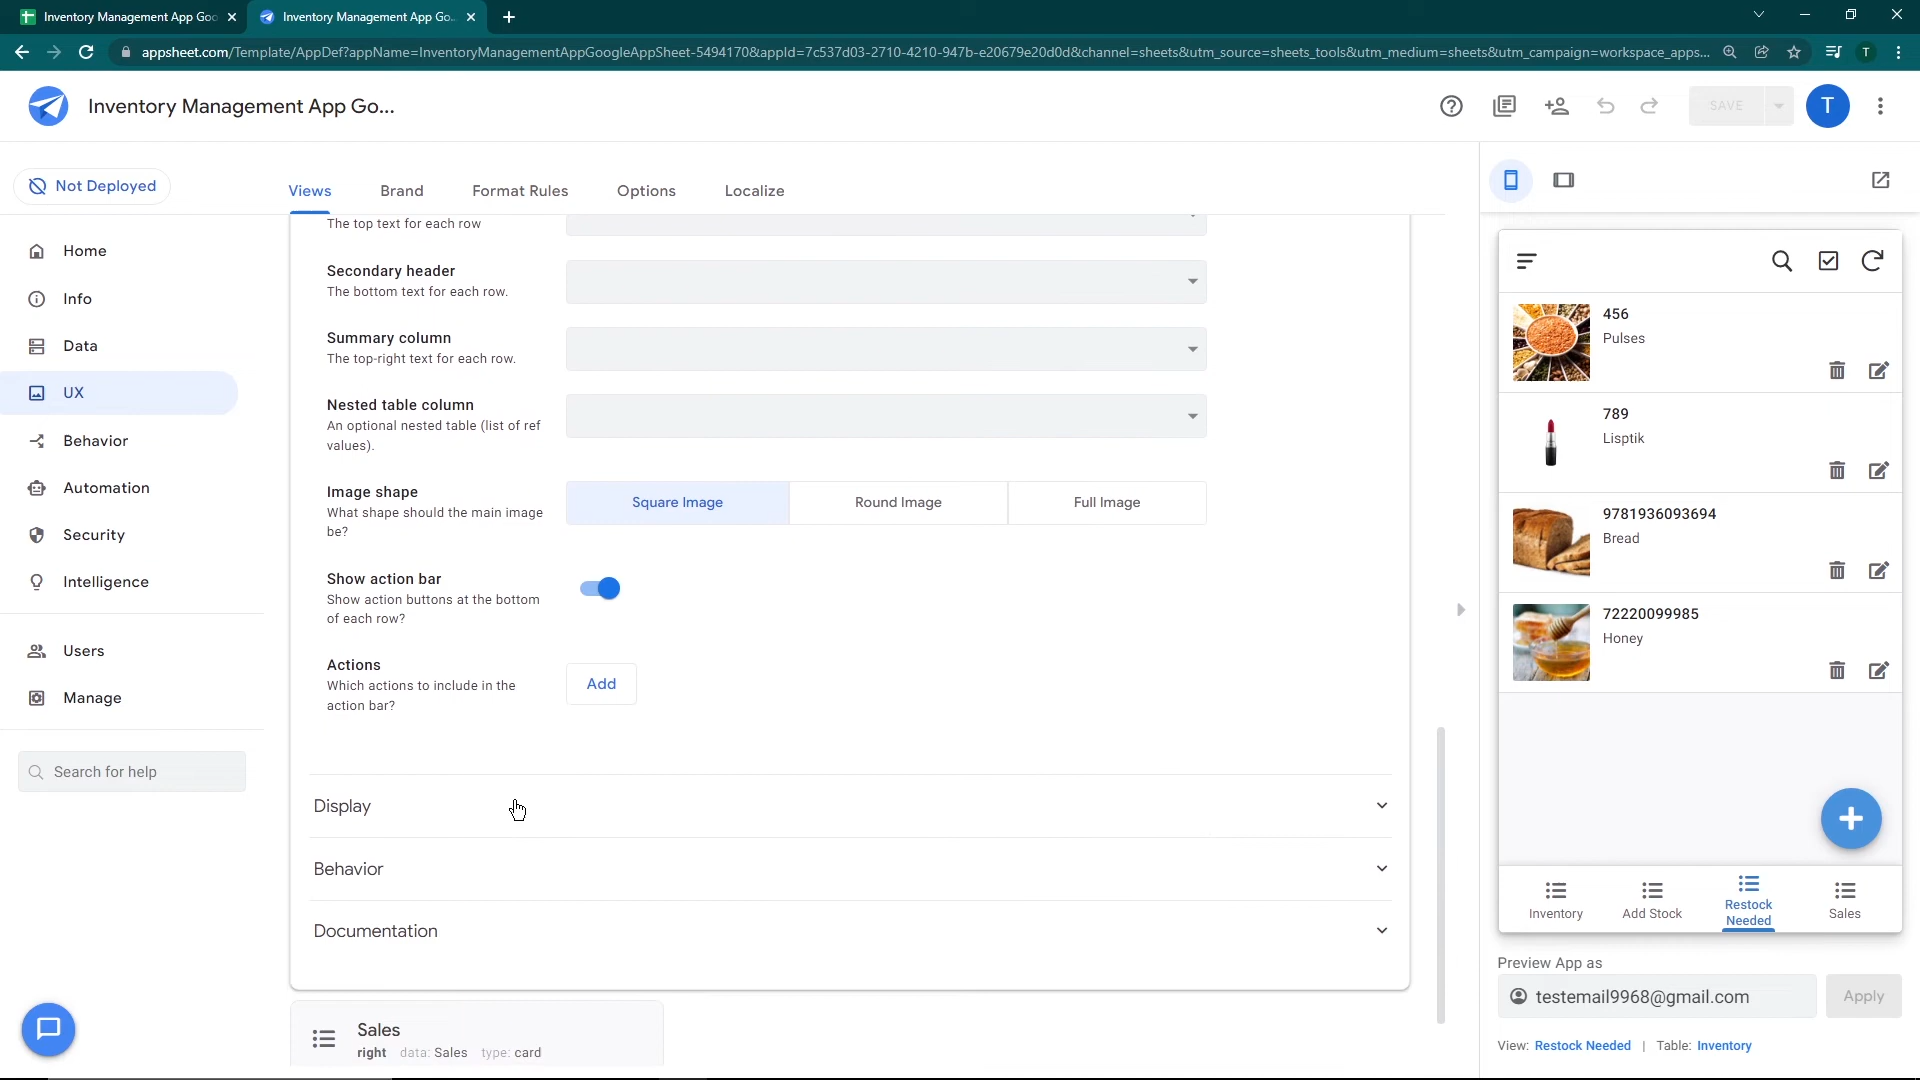 Inventory Management App Goo
Inventory Management App Go...
appsheet.com/Template/AppDef?appName=InventoryManagementAppGoogleAppSheet-5494170&appId=7c537d03-2710-4210-947b-e20679e20d0d&channel=sheets&utm_source=sheets_tools&utm_medium=sheets&utm_campaign=workspace_apps...
T
Inventory Management App Go...
SAVE
T
Not Deployed
Views
Brand
Format Rules
Options
Localize
Home
Info
Data
UX
Behavior
Automation
Security
Intelligence
Users
Manage
Search for help
The top text for each row
Secondary header
The bottom text for each row.
Summary column
The top-right text for each row.
Nested table column
An optional nested table (list of ref
values).
Image shape
What shape should the main image
be?
Square Image
Round Image
Full Image
Show action bar
Show action buttons at the bottom
of each row?
Actions
Which actions to include in the
action bar?
Add
Display
Behavior
Documentation
Sales
right data: Sales type: card
456
Pulses
789
Lisptik
9781936093694
Bread
72220099985
Honey
Inventory
Add Stock
Restock
Needed
Sales
Preview App as
testemail9968@gmail.com
Apply
View: Restock Needed | Table: Inventory